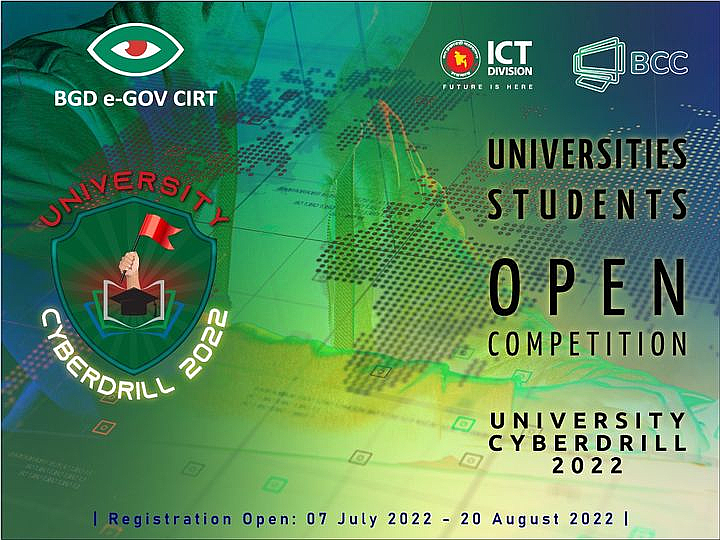 BGD e-GOV CIRT
ICT
DIVISION
FUTURE IS HERE
BCC
UNIVERSITY
CYBERDRILL 2022
UNIVERSITIES
STUDENTS
OPEN
COMPETITION
UNIVERSITY
CYBERDRILL
2022
| Registration Open: 07 July 2022 - 20 August 2022 |